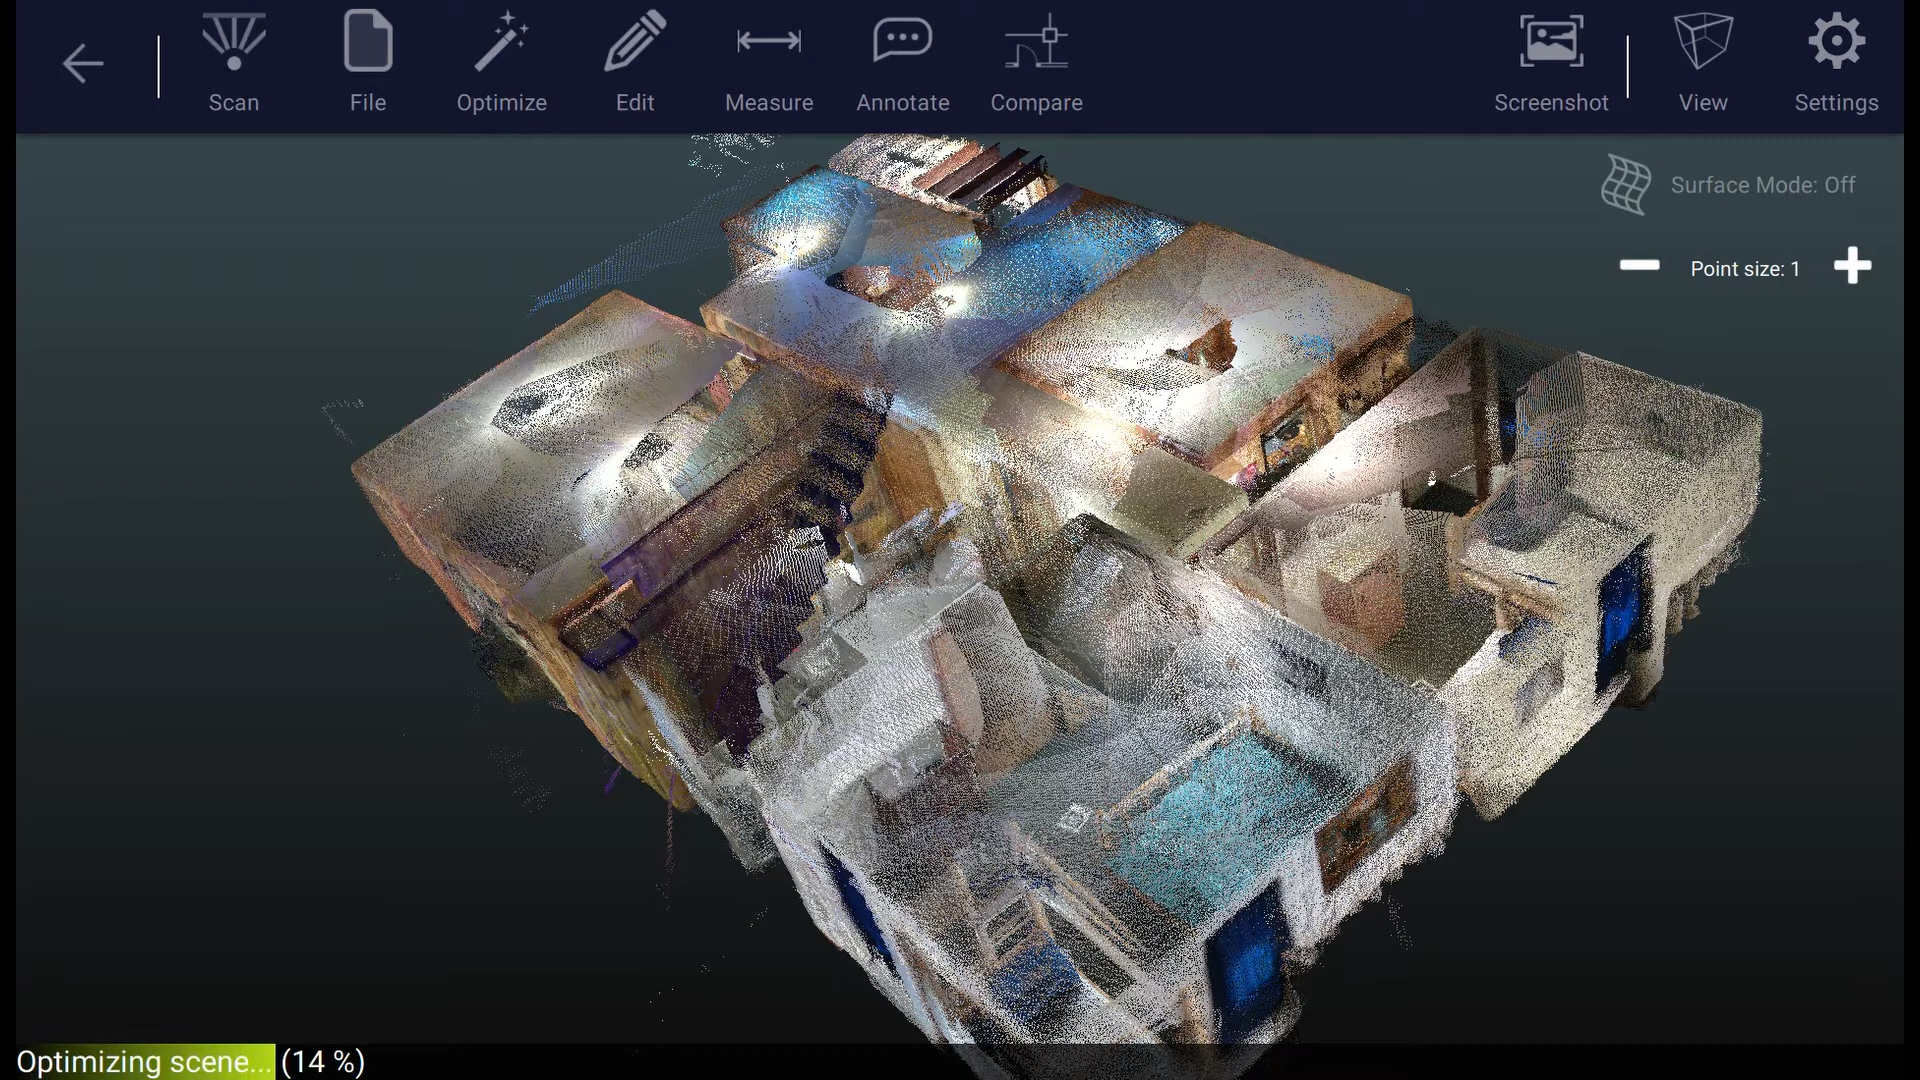 Scan
File
Optimize
Edit
Measure
Annotate
Compare
Screenshot
View
Settings
Surface Mode: Off
Point size: 1
Optimizing scene... (14 %)